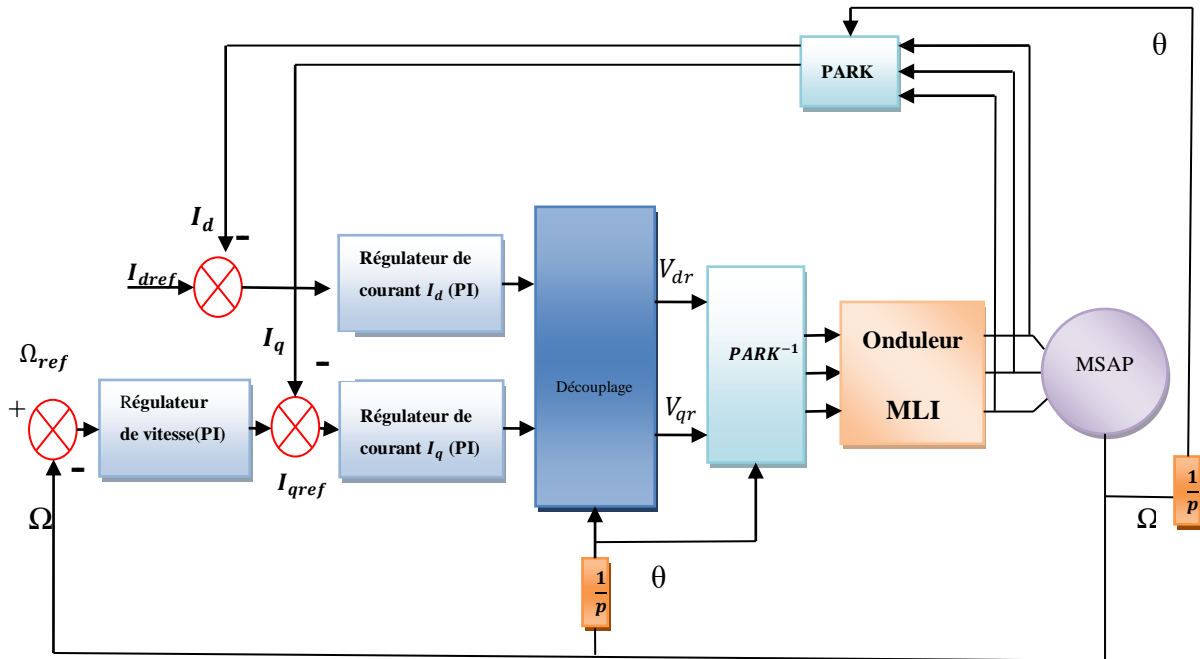 θ
PARK
I_d
-
I_dref
Régulateur de
courant I_d (PI)
V_dr
I_q
-
Ω_ref
+
Régulateur
de vitesse(PI)
-
I_qref
Régulateur de
courant I_q (PI)
Découplage
V_qr
PARK⁻¹
Onduleur
MLI
MSAP
Ω
1/p
θ
Ω
1/p